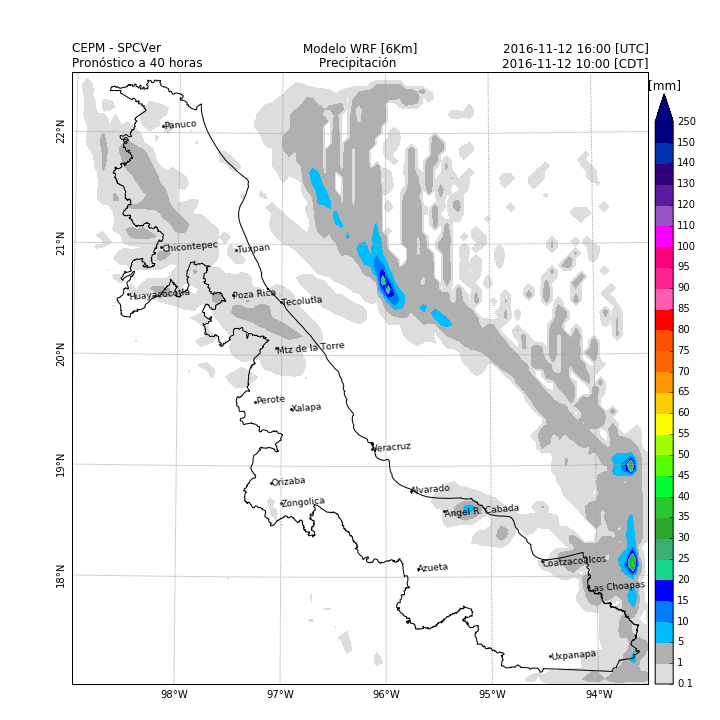 CEPM - SPCVer
Modelo WRF [6Km]
2016-11-12 16:00 [UTC]
Pronóstico a 40 horas
Precipitación
2016-11-12 10:00 [CDT]
[mm]
250
150
140
130
120
110
100
95
90
85
80
75
70
65
60
55
50
45
40
35
30
25
20
15
10
5
1
0.1
22°N
21°N
20°N
19°N
18°N
Panuco
Chicontepec
Tuxpan
Huayacocotla
Poza Rica
Tecolutla
Mtz de la Torre
Perote
Xalapa
Veracruz
Orizaba
Alvarado
Zongolica
Angel R. Cabada
Azueta
Coatzacoalcos
Las Choapas
Uxpanapa
98°W
97°W
96°W
95°W
94°W